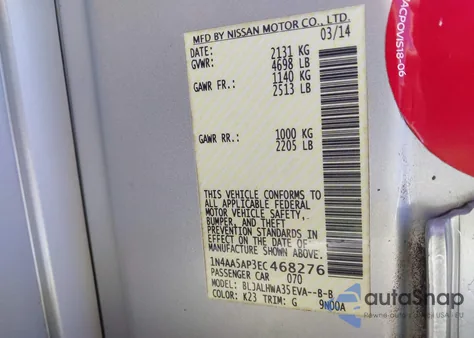 MFD BY NISSAN MOTOR CO., LTD.
DATE: 03/14
GVWR: 2131 KG
4698 LB
GAWR FR.: 1140 KG
2513 LB
GAWR RR.: 1000 KG
2205 LB
THIS VEHICLE CONFORMS TO
ALL APPLICABLE FEDERAL
MOTOR VEHICLE SAFETY,
BUMPER, AND THEFT
PREVENTION STANDARDS IN
EFFECT ON THE DATE OF
MANUFACTURE SHOWN ABOVE.
1N4AA5AP3EC468276
PASSENGER CAR 070
MODEL: BLJALHWA35EVA--B-B
COLOR: K23 TRIM: G 9N00A
ACPOVIS18-06
autaSnap